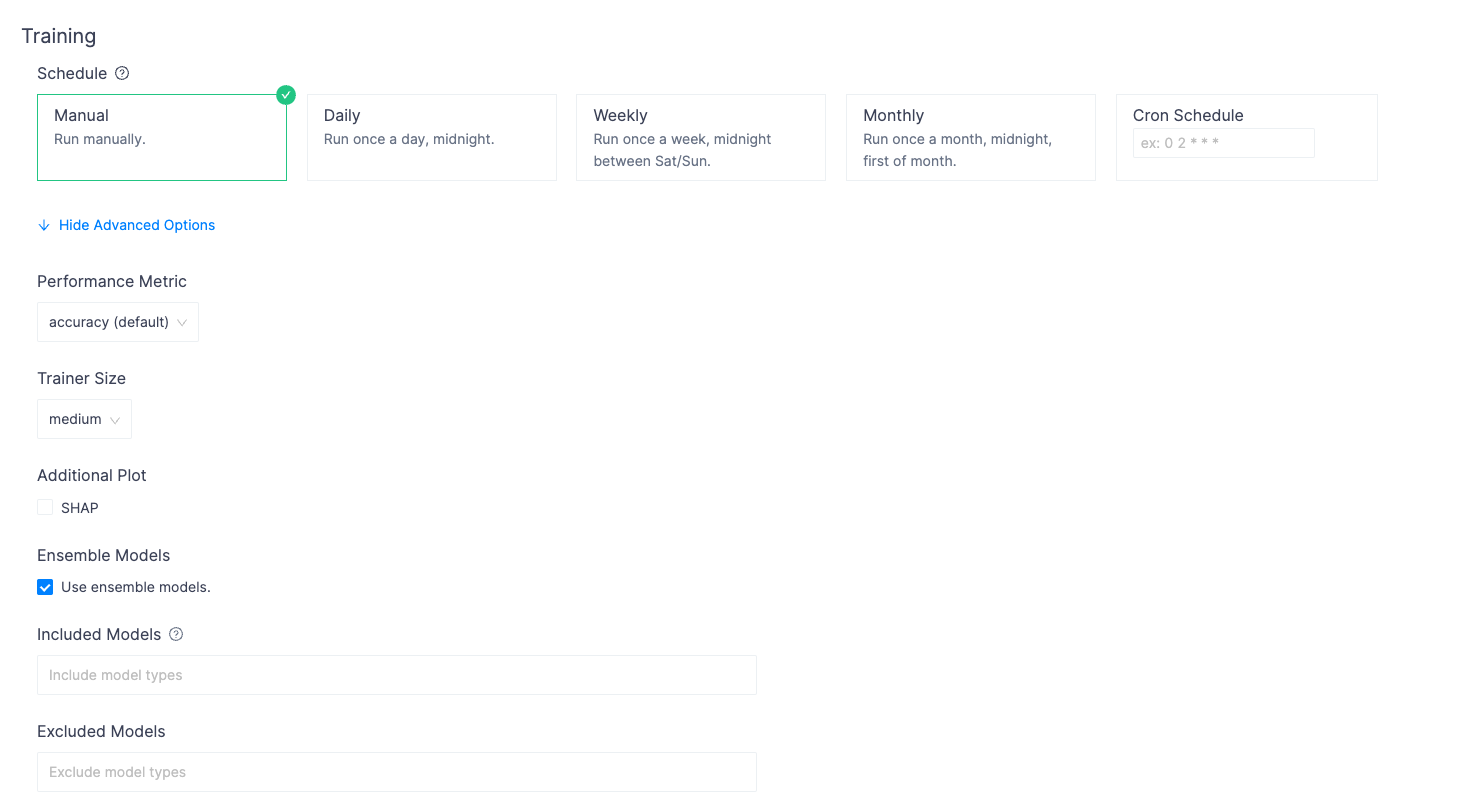 Training
Schedule
Manual
Run manually.
Daily
Run once a day, midnight.
Weekly
Run once a week, midnight
between Sat/Sun.
Monthly
Run once a month, midnight,
first of month.
Cron Schedule
ex: 0 2 * * *
Hide Advanced Options
Performance Metric
accuracy (default)
Trainer Size
medium
Additional Plot
SHAP
Ensemble Models
Use ensemble models.
Included Models
Include model types
Excluded Models
Exclude model types